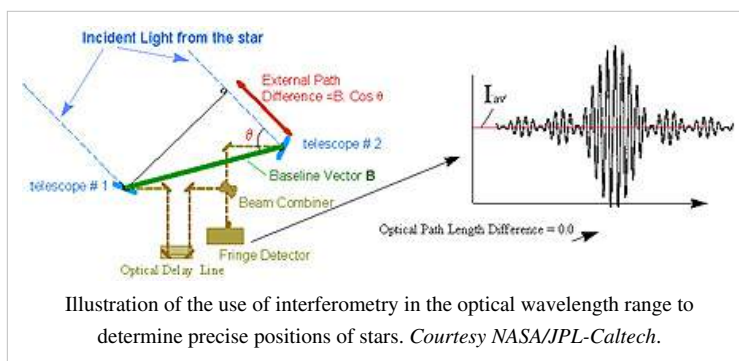 Incident Light from the star
External Path
Difference =B. Cos θ
θ
telescope # 2
Baseline Vector B
telescope # 1
Beam Combiner
Fringe Detector
Optical Delay Line
Iav
Optical Path Length Difference = 0.0
Illustration of the use of interferometry in the optical wavelength range to
determine precise positions of stars. Courtesy NASA/JPL-Caltech.